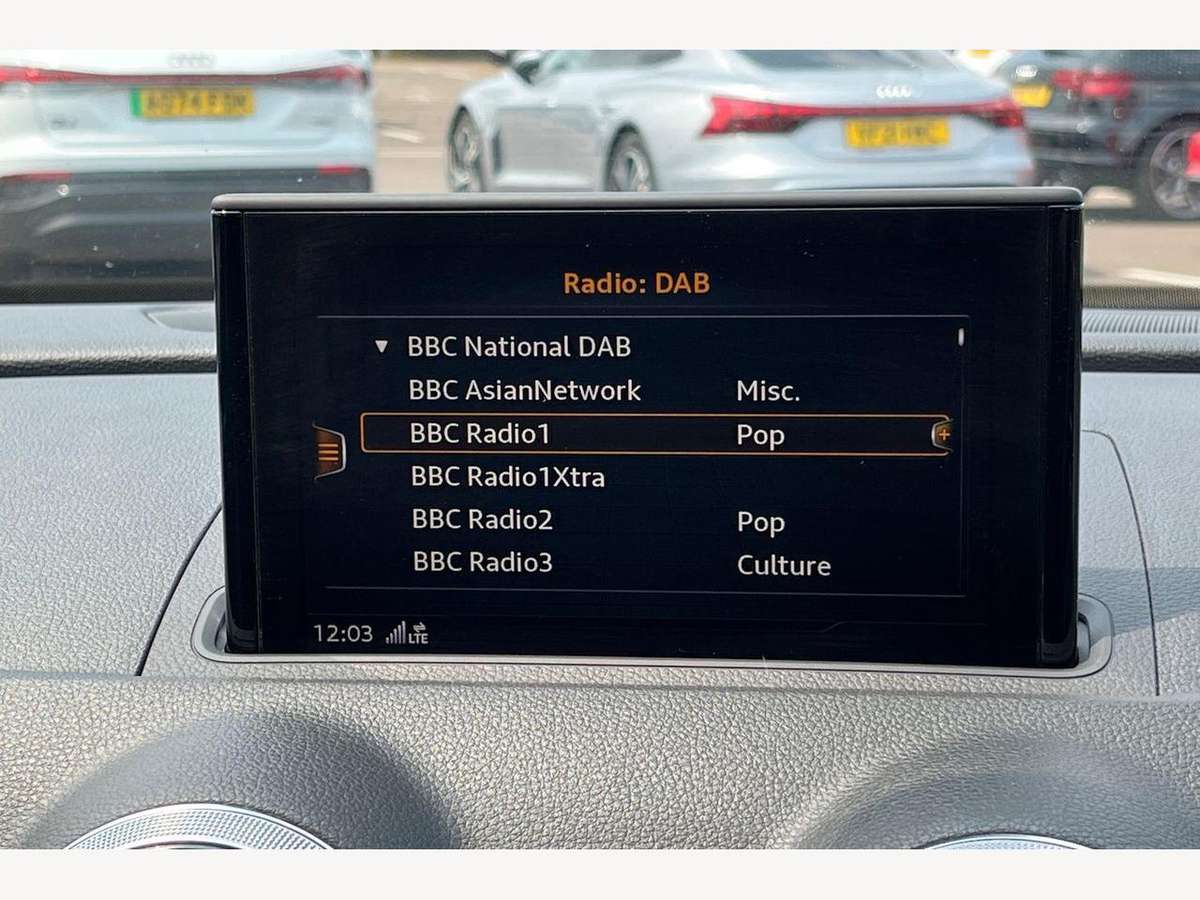 Radio: DAB
▼ BBC National DAB
BBC AsianNetwork Misc.
BBC Radio1 Pop +
BBC Radio1Xtra
BBC Radio2 Pop
BBC Radio3 Culture
12:03 LTE